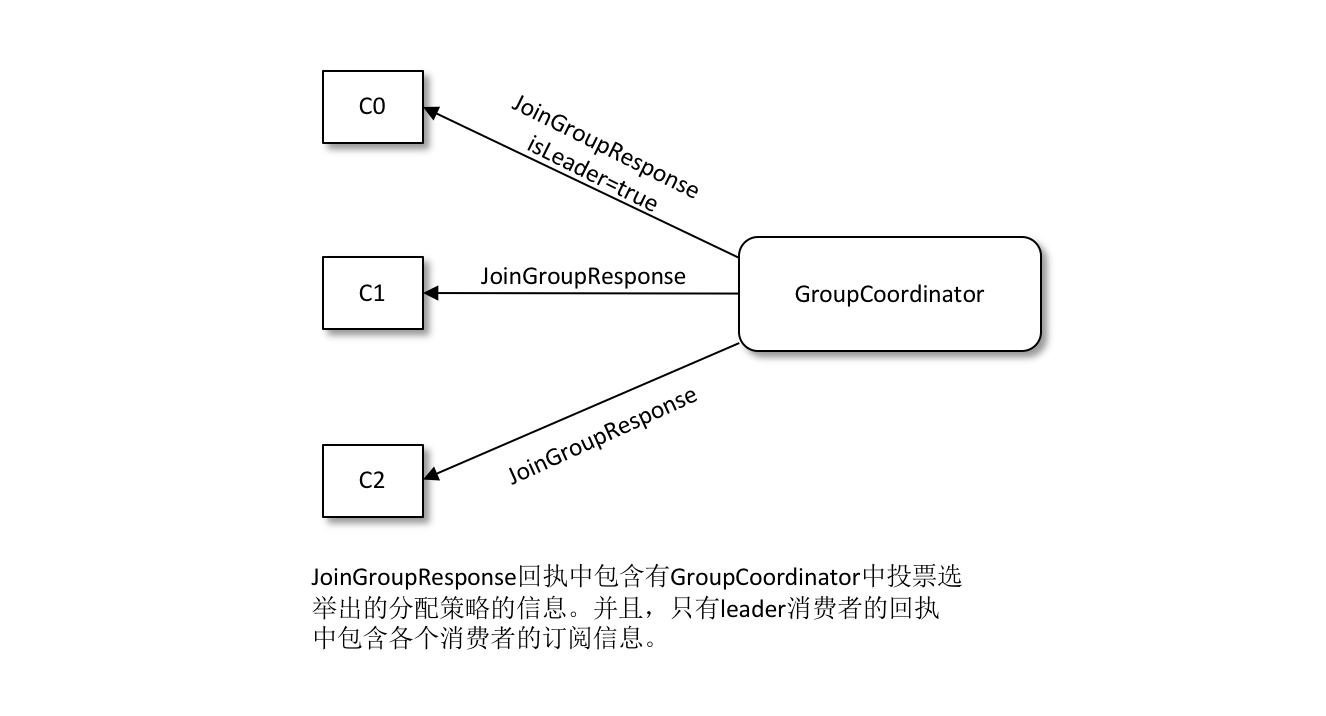 C0
JoinGroupResponse
isLeader=true
C1
JoinGroupResponse
GroupCoordinator
C2
JoinGroupResponse
JoinGroupResponse回执中包含有GroupCoordinator中投票选
举出的分配策略的信息。并且，只有leader消费者的回执
中包含各个消费者的订阅信息。